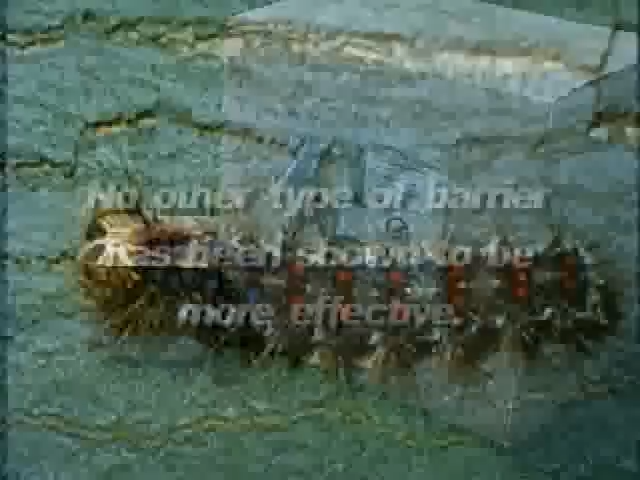 No other type of barrier
has been shown to be
more effective.